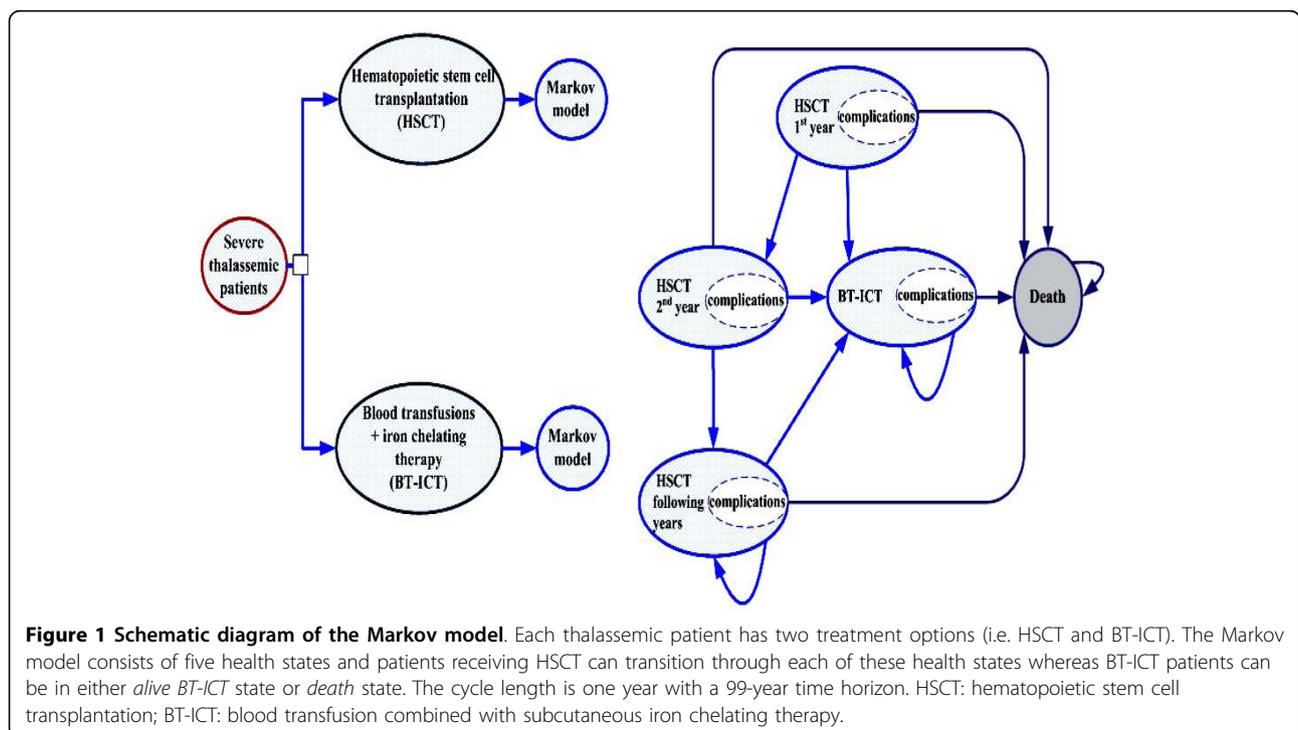 Hematopoietic stem cell
transplantation
(HSCT)
Markov
model
Severe
thalassemic
patients
Blood transfusions
+ iron chelating
therapy
(BT-ICT)
Markov
model
HSCT
1st year
complications
HSCT
2nd year
complications
BT-ICT
complications
Death
HSCT
following
years
complications
Figure 1 Schematic diagram of the Markov model. Each thalassemic patient has two treatment options (i.e. HSCT and BT-ICT). The Markov
model consists of five health states and patients receiving HSCT can transition through each of these health states whereas BT-ICT patients can
be in either alive BT-ICT state or death state. The cycle length is one year with a 99-year time horizon. HSCT: hematopoietic stem cell
transplantation; BT-ICT: blood transfusion combined with subcutaneous iron chelating therapy.